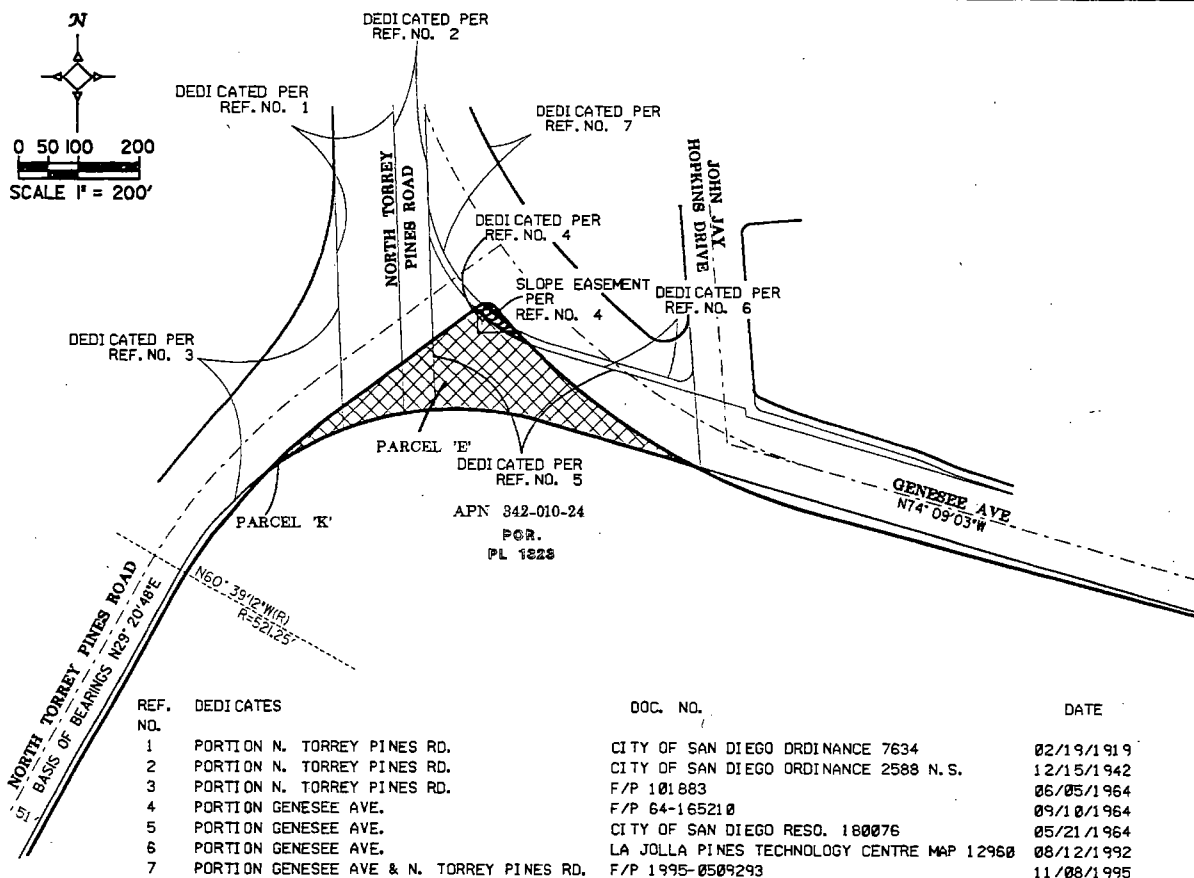 N
0 50 100 200
SCALE 1" = 200'
DEDICATED PER
REF. NO. 2
DEDICATED PER
REF. NO. 1
DEDICATED PER
REF. NO. 7
NORTH TORREY
PINES ROAD
JOHN JAY
HOPKINS DRIVE
DEDICATED PER
REF. NO. 4
SLOPE EASEMENT
PER
REF. NO. 4
DEDICATED PER
REF. NO. 6
DEDICATED PER
REF. NO. 3
PARCEL 'E'
DEDICATED PER
REF. NO. 5
PARCEL 'K'
APN 342-010-24
POR.
PL 1323
GENESEE AVE
N74° 09'03"W
N60° 39'12"W(R)
R=521.25'
NORTH TORREY PINES ROAD
BASIS OF BEARINGS N29° 20'48"E
51'
REF. NO. DEDICATES DOC. NO. DATE
1 PORTION N. TORREY PINES RD. CITY OF SAN DIEGO ORDINANCE 7634 02/19/1919
2 PORTION N. TORREY PINES RD. CITY OF SAN DIEGO ORDINANCE 2588 N.S. 12/15/1942
3 PORTION N. TORREY PINES RD. F/P 101883 06/05/1964
4 PORTION GENESEE AVE. F/P 64-165210 09/10/1964
5 PORTION GENESEE AVE. CITY OF SAN DIEGO RESO. 180076 05/21/1964
6 PORTION GENESEE AVE. LA JOLLA PINES TECHNOLOGY CENTRE MAP 12960 08/12/1992
7 PORTION GENESEE AVE & N. TORREY PINES RD. F/P 1995-0509293 11/08/1995